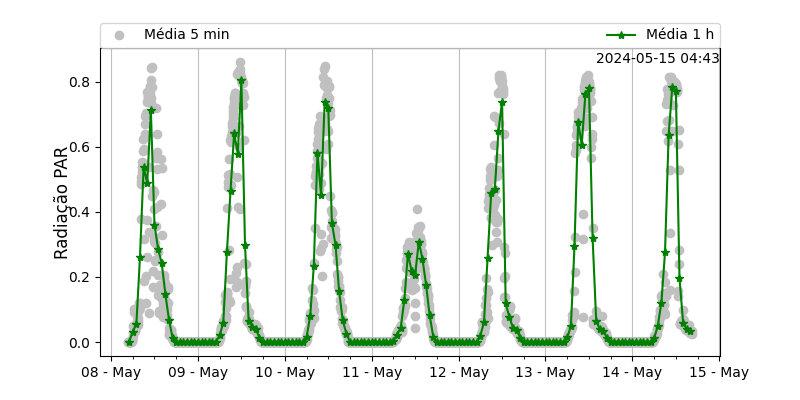 Média 5 min
Média 1 h
2024-05-15 04:43
Radiação PAR
0.8
0.6
0.4
0.2
0.0
08 - May
09 - May
10 - May
11 - May
12 - May
13 - May
14 - May
15 - May